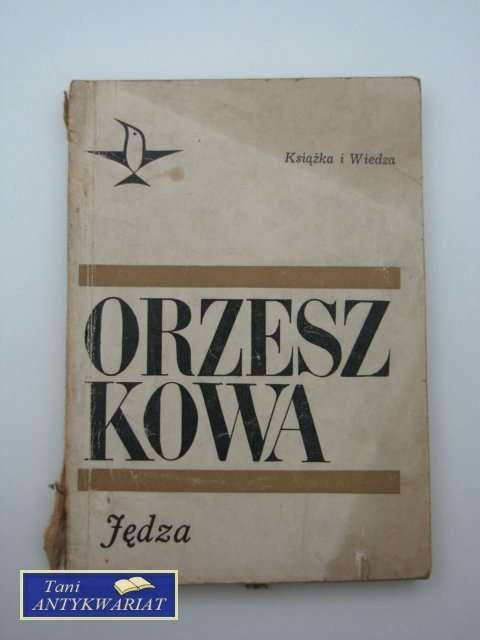 Książka i Wiedza
ORZESZ
KOWA
Jędza
Tani
ANTYKWARIAT